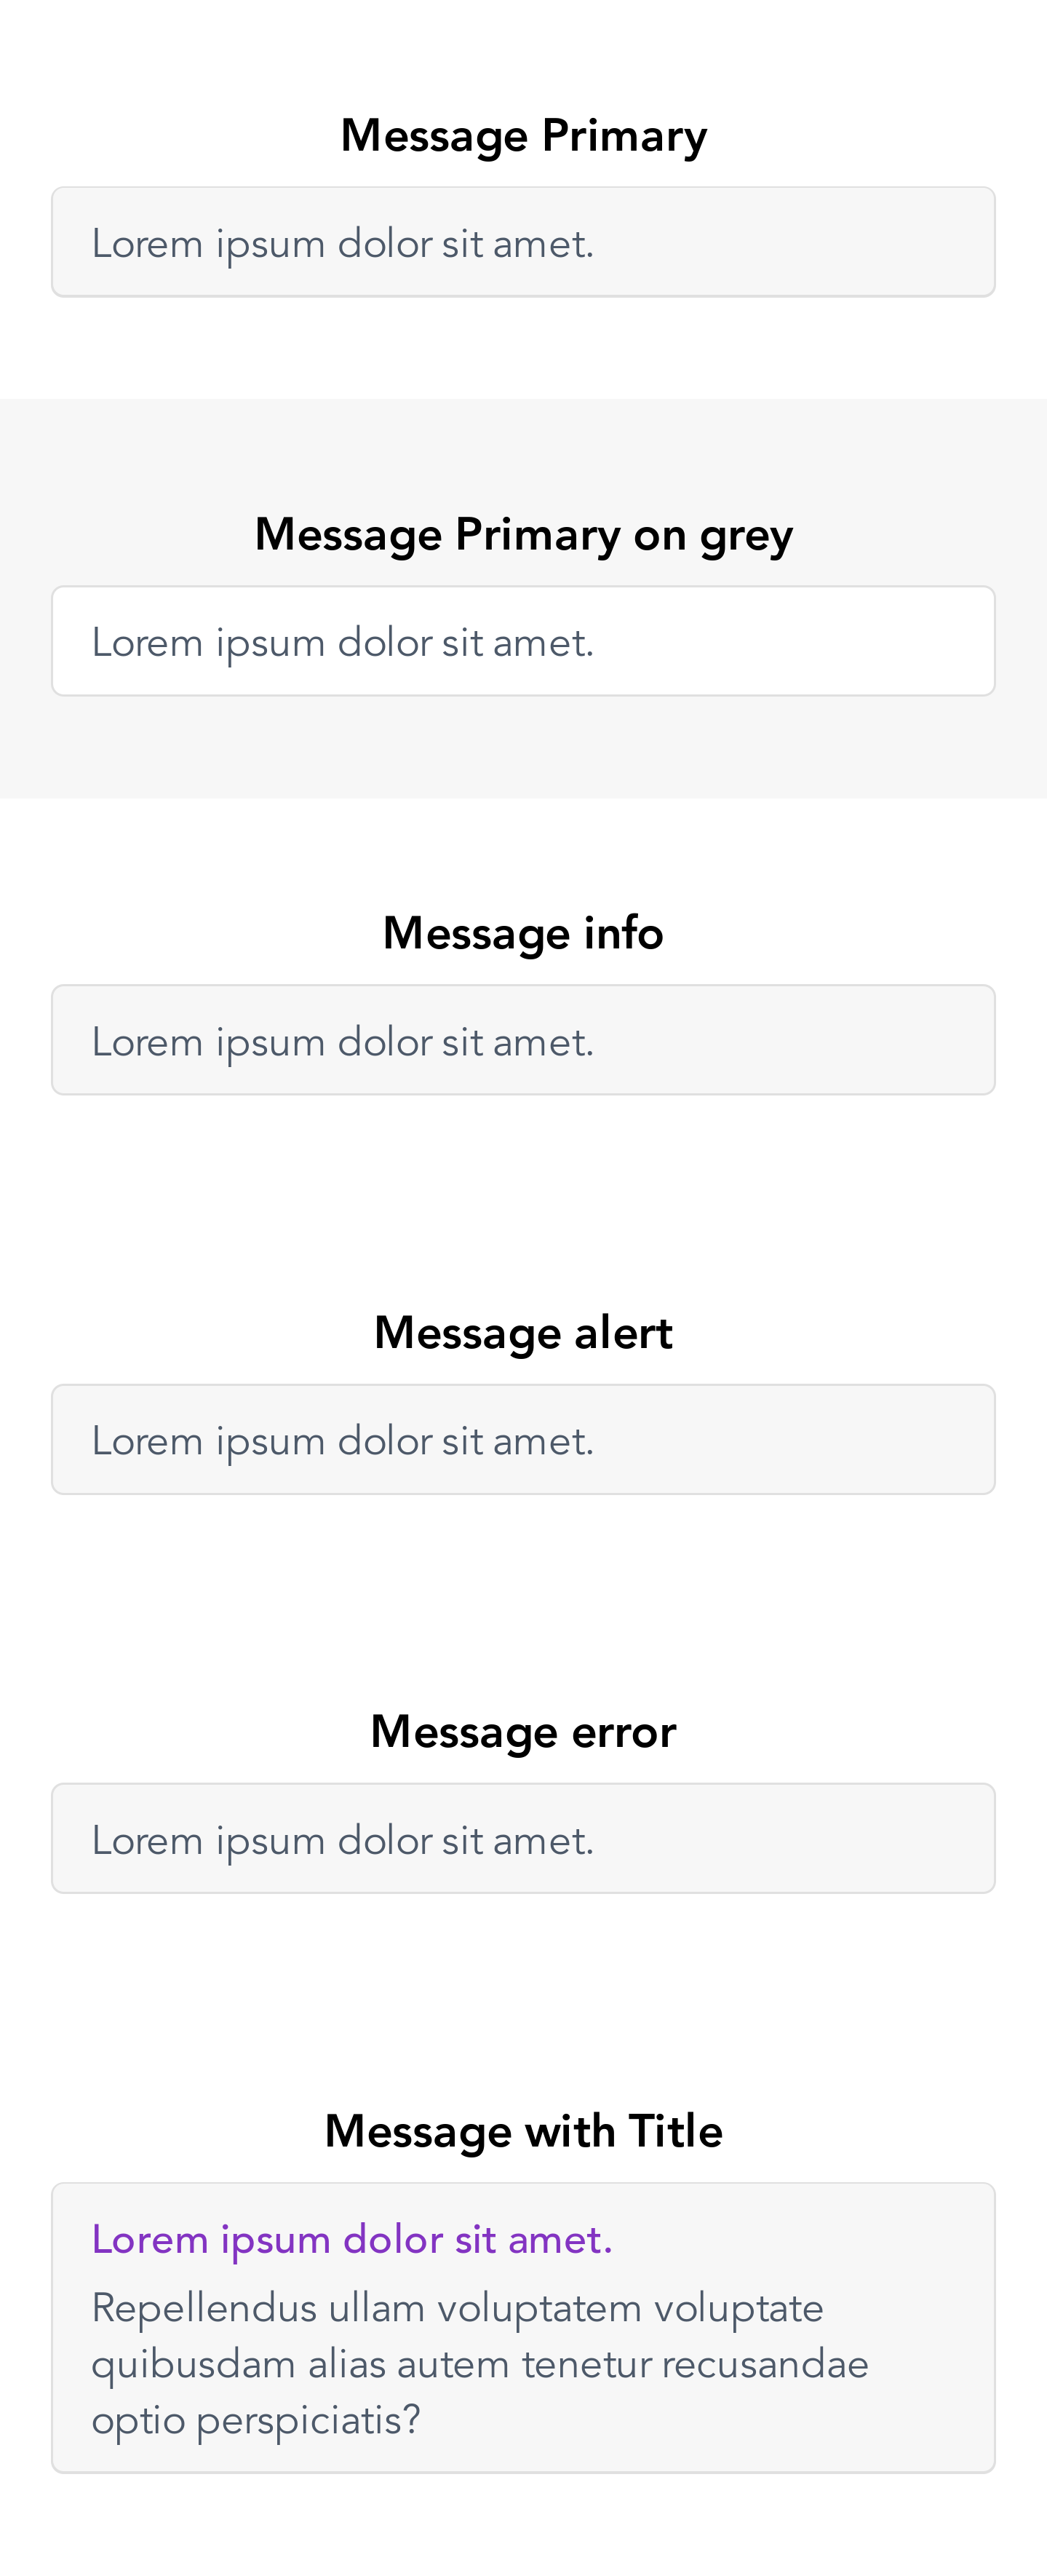 Message Primary
Lorem ipsum dolor sit amet.
Message Primary on grey
Lorem ipsum dolor sit amet.
Message info
Lorem ipsum dolor sit amet.
Message alert
Lorem ipsum dolor sit amet.
Message error
Lorem ipsum dolor sit amet.
Message with Title
Lorem ipsum dolor sit amet.
Repellendus ullam voluptatem voluptate
quibusdam alias autem tenetur recusandae
optio perspiciatis?